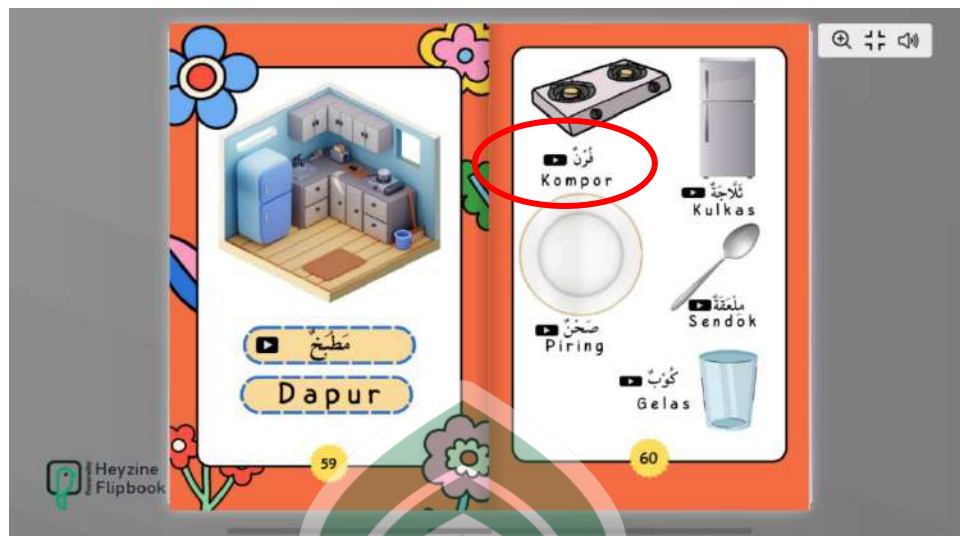 مَطْبَخٌ
Dapur
59
فُرْنٌ
Kompor
ثَلَّاجَةٌ
Kulkas
صَحْنٌ
Piring
مِلْعَقَةٌ
Sendok
كُوْبٌ
Gelas
60
Heyzine
Flipbook